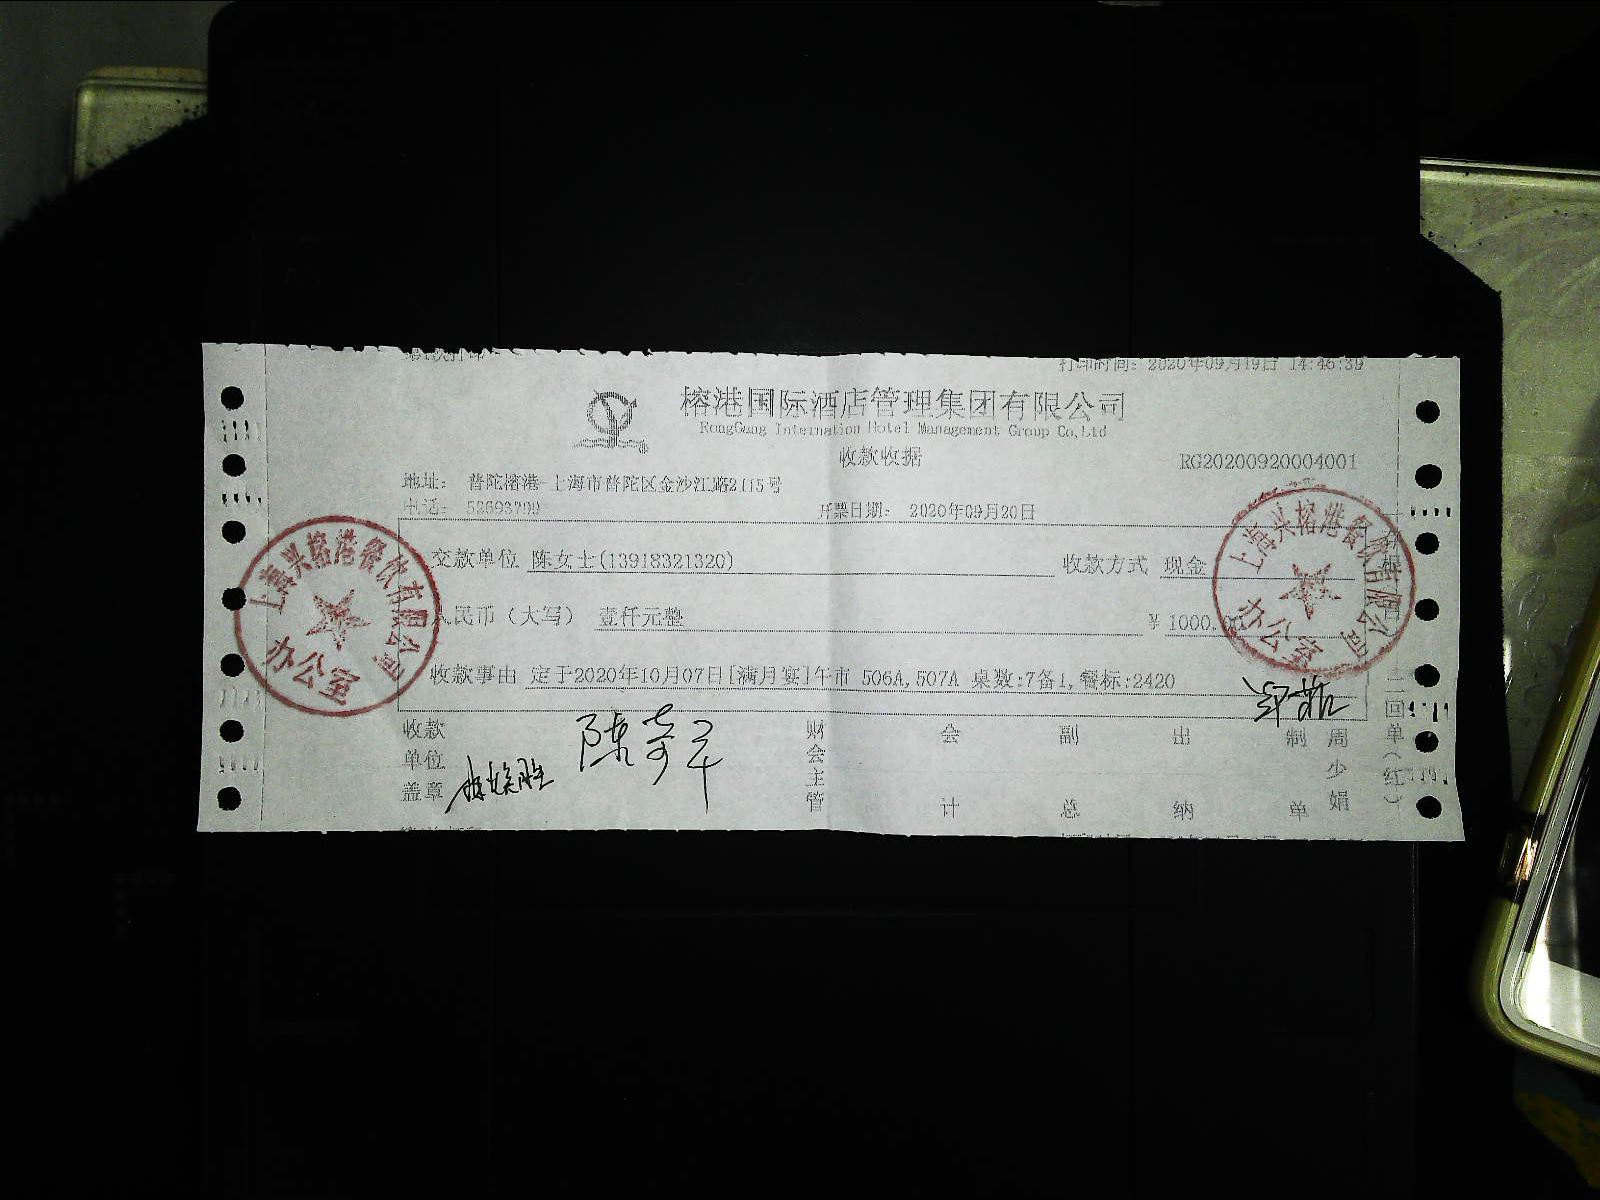 打印时间: 2020年09月19日 14:46:39
榕港国际酒店管理集团有限公司
RongGang Internation Hotel Management Group Co,Ltd
收款收据
RG20200920004001
地址: 普陀榕港-上海市普陀区金沙江路2115号
电话: 52693799
开票日期: 2020年09月20日
交款单位 陈女士(13918321320) 收款方式 现金
人民币（大写） 壹仟元整 ￥1000.
收款事由 定于2020年10月07日[满月宴]午市 506A,507A 桌数:7备1,餐标:2420
收款单位盖章 财会主管 会计 副总 出纳 制单 周少娟
二回单(红)
上海兴榕港餐饮有限公司
办公室
上海兴榕港餐饮有限公司
办公室